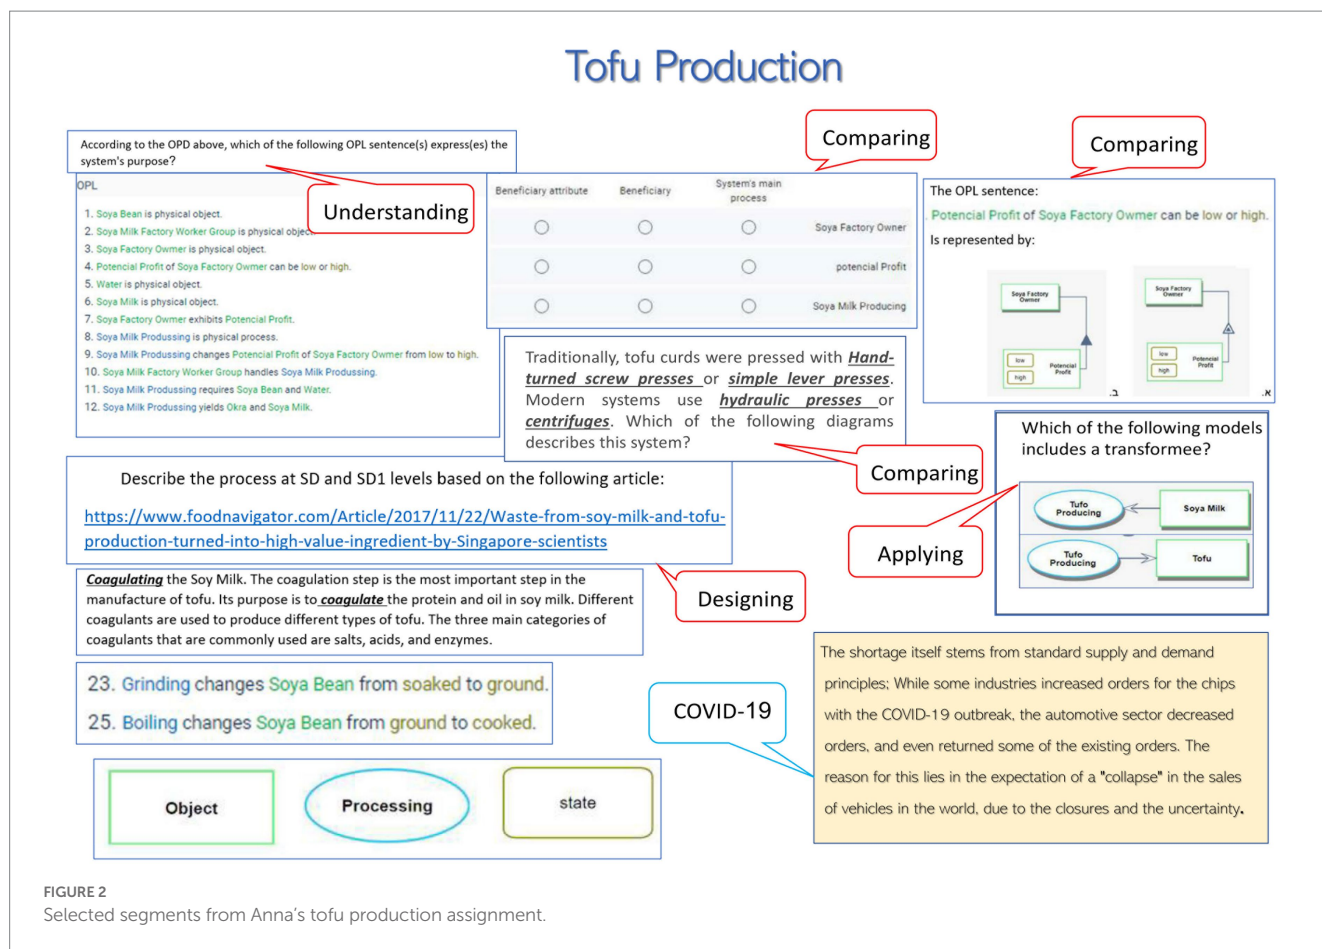 Tofu Production
According to the OPD above, which of the following OPL sentence(s) express(es) the
system's purpose?
Understanding
OPL
1. Soya Bean is physical object.
2. Soya Milk Factory Worker Group is physical object.
3. Soya Factory Owmer is physical object.
4. Potencial Profit of Soya Factory Owmer can be low or high.
5. Water is physical object.
6. Soya Milk is physical object.
7. Soya Factory Owmer exhibits Potencial Profit.
8. Soya Milk Produssing is physical process.
9. Soya Milk Produssing changes Potencial Profit of Soya Factory Owmer from low to high.
10. Soya Milk Factory Worker Group handles Soya Milk Produssing.
11. Soya Milk Produssing requires Soya Bean and Water.
12. Soya Milk Produssing yields Okra and Soya Milk.
Comparing
Beneficiary attribute
Beneficiary
System's main
process
Soya Factory Owner
potencial Profit
Soya Milk Producing
Comparing
The OPL sentence:
. Potencial Profit of Soya Factory Owmer can be low or high.
Is represented by:
Soya Factory
Owmer
low
high
Potencial
Profit
ב.
Soya Factory
Owmer
low
high
Potencial
Profit
א.
Traditionally, tofu curds were pressed with Hand-
turned screw presses or simple lever presses.
Modern systems use hydraulic presses or
centrifuges. Which of the following diagrams
describes this system?
Comparing
Which of the following models
includes a transformee?
Tufo
Producing
Soya Milk
Tufo
Producing
Tofu
Applying
Describe the process at SD and SD1 levels based on the following article:
https://www.foodnavigator.com/Article/2017/11/22/Waste-from-soy-milk-and-tofu-
production-turned-into-high-value-ingredient-by-Singapore-scientists
Designing
Coagulating the Soy Milk. The coagulation step is the most important step in the
manufacture of tofu. Its purpose is to coagulate the protein and oil in soy milk. Different
coagulants are used to produce different types of tofu. The three main categories of
coagulants that are commonly used are salts, acids, and enzymes.
23. Grinding changes Soya Bean from soaked to ground.
25. Boiling changes Soya Bean from ground to cooked.
Object
Processing
state
COVID-19
The shortage itself stems from standard supply and demand
principles; While some industries increased orders for the chips
with the COVID-19 outbreak, the automotive sector decreased
orders, and even returned some of the existing orders. The
reason for this lies in the expectation of a "collapse" in the sales
of vehicles in the world, due to the closures and the uncertainty.
FIGURE 2
Selected segments from Anna's tofu production assignment.